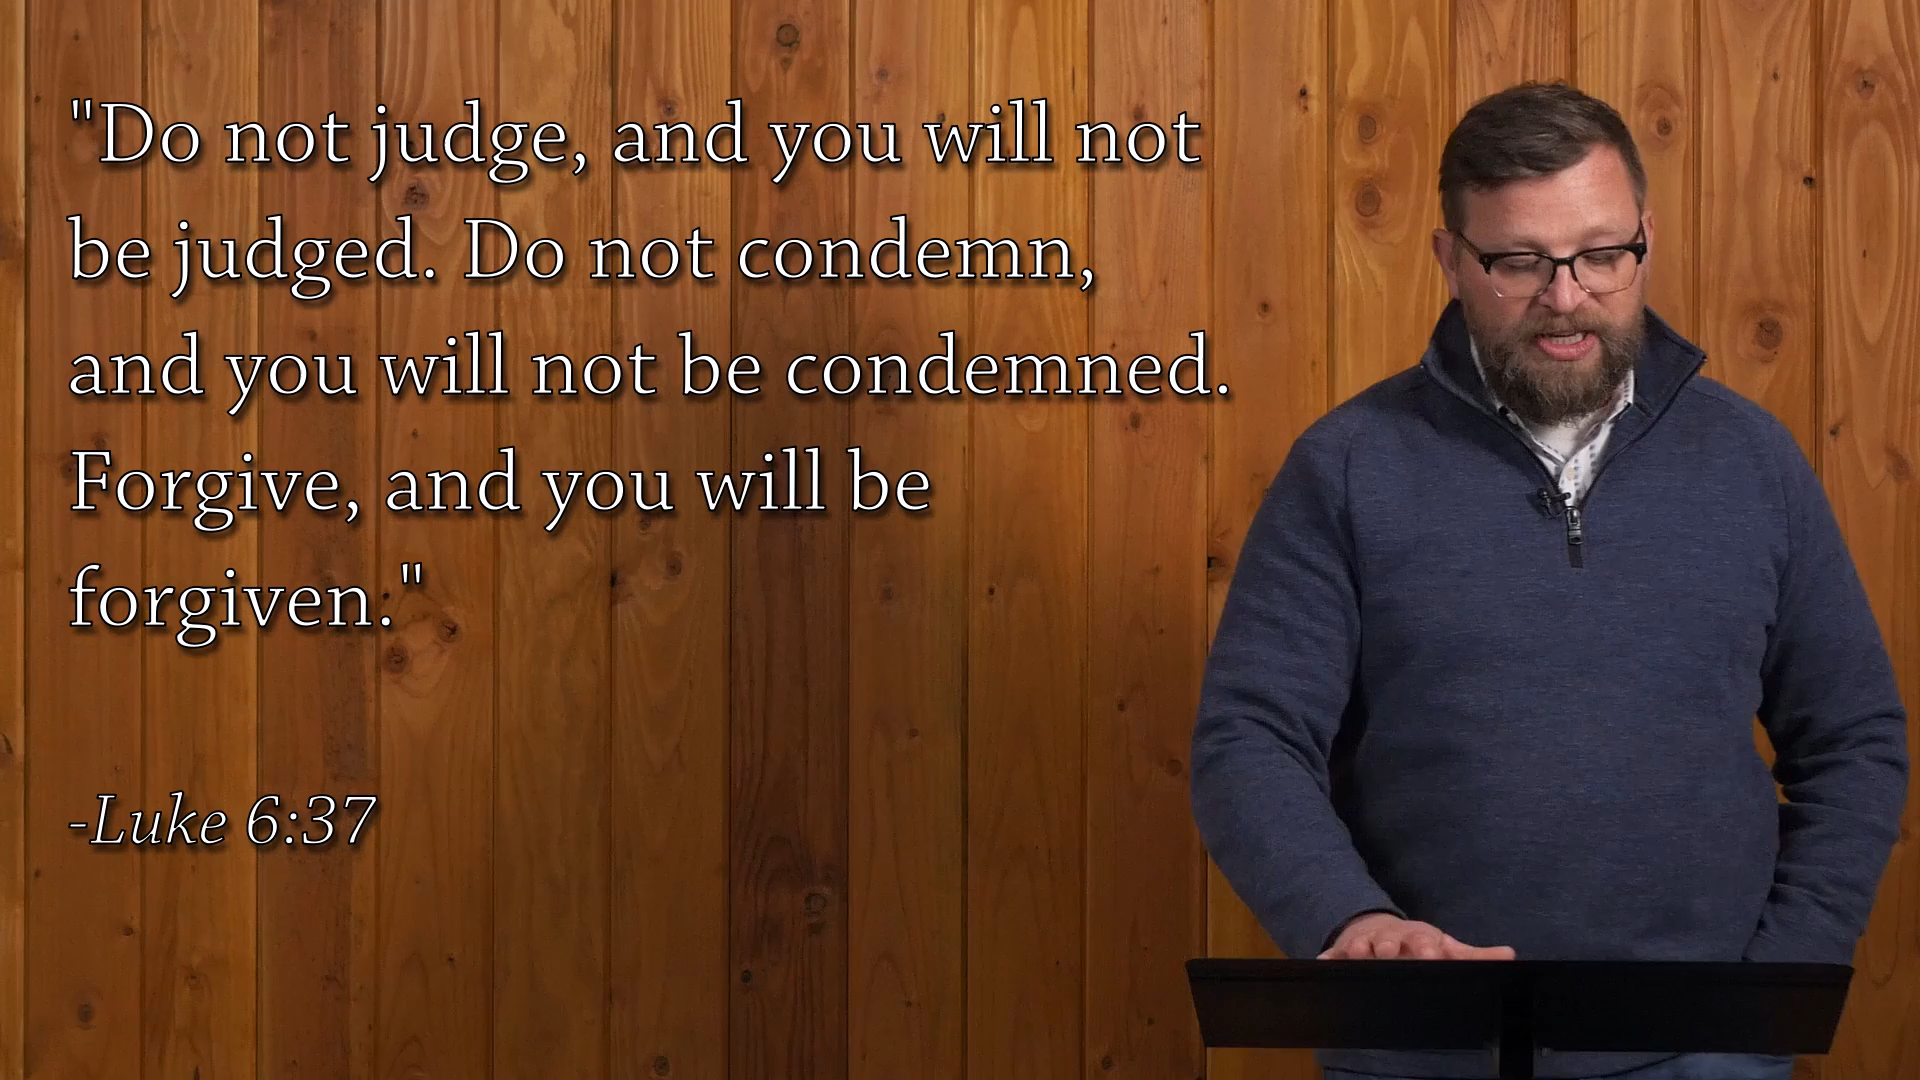 "Do not judge, and you will not
be judged. Do not condemn,
and you will not be condemned.
Forgive, and you will be
forgiven."
-Luke 6:37